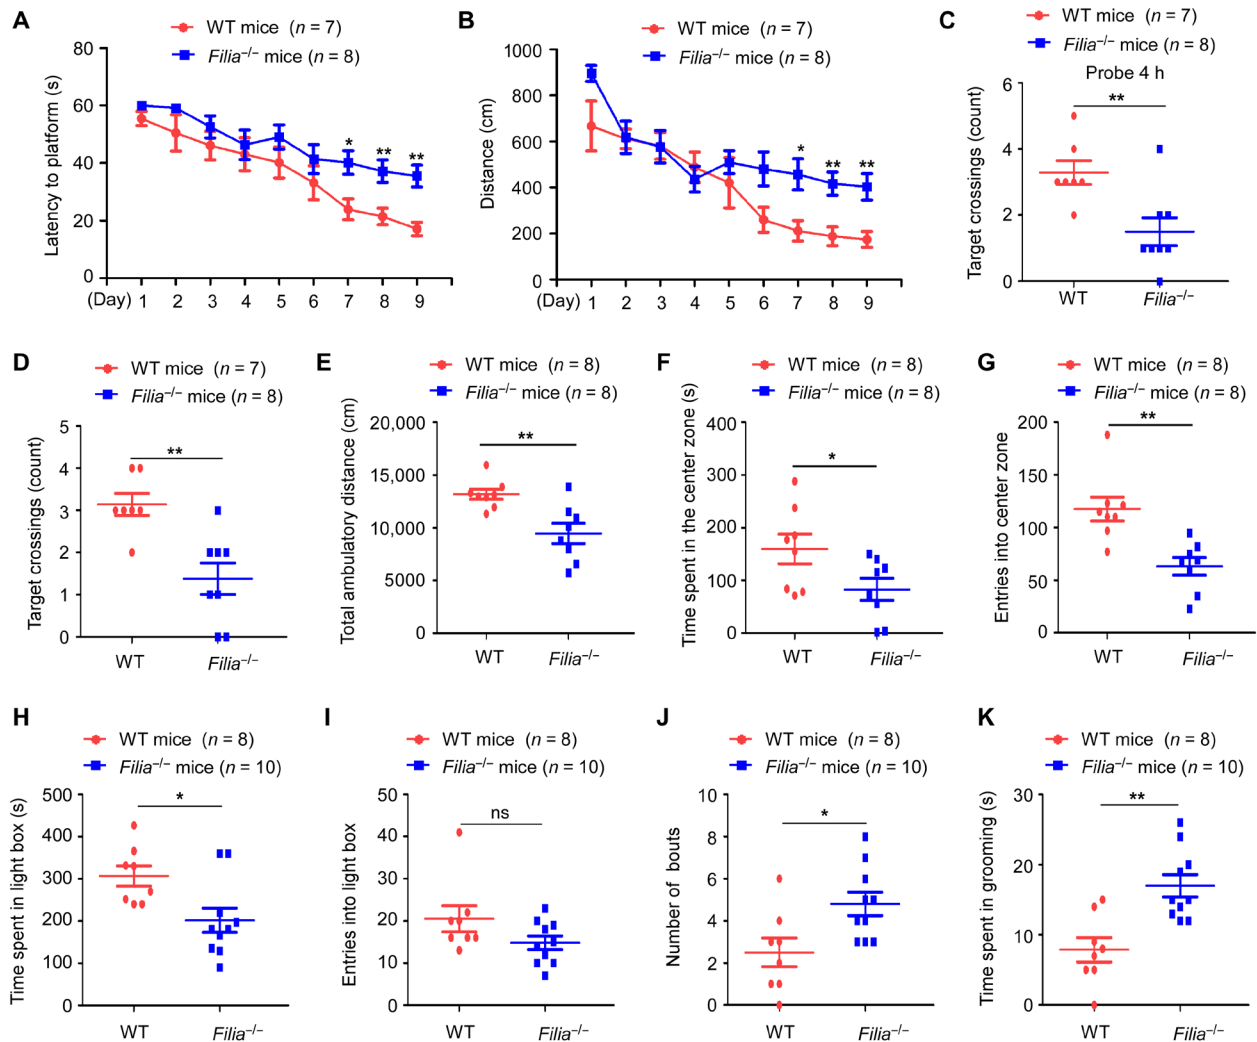 A
WT mice (n = 7)
Filia–/– mice (n = 8)
Latency to platform (s)
80
60
40
20
0
* ** **
(Day) 1 2 3 4 5 6 7 8 9
B
WT mice (n = 7)
Filia–/– mice (n = 8)
Distance (cm)
1000
800
600
400
200
0
* ** **
(Day) 1 2 3 4 5 6 7 8 9
C
WT mice (n = 7)
Filia–/– mice (n = 8)
Probe 4 h
Target crossings (count)
6
4
2
0
**
WT Filia–/–
D
WT mice (n = 7)
Filia–/– mice (n = 8)
Target crossings (count)
5
4
3
2
1
0
**
WT Filia–/–
E
WT mice (n = 8)
Filia–/– mice (n = 8)
Total ambulatory distance (cm)
20,000
15,000
10,000
5000
0
**
WT Filia–/–
F
WT mice (n = 8)
Filia–/– mice (n = 8)
Time spent in the center zone (s)
400
300
200
100
0
*
WT Filia–/–
G
WT mice (n = 8)
Filia–/– mice (n = 8)
Entries into center zone
200
150
100
50
0
**
WT Filia–/–
H
WT mice (n = 8)
Filia–/– mice (n = 10)
Time spent in light box (s)
500
400
300
200
100
0
*
WT Filia–/–
I
WT mice (n = 8)
Filia–/– mice (n = 10)
Entries into light box
50
40
30
20
10
0
ns
WT Filia–/–
J
WT mice (n = 8)
Filia–/– mice (n = 10)
Number of bouts
10
8
6
4
2
0
*
WT Filia–/–
K
WT mice (n = 8)
Filia–/– mice (n = 10)
Time spent in grooming (s)
30
20
10
0
**
WT Filia–/–